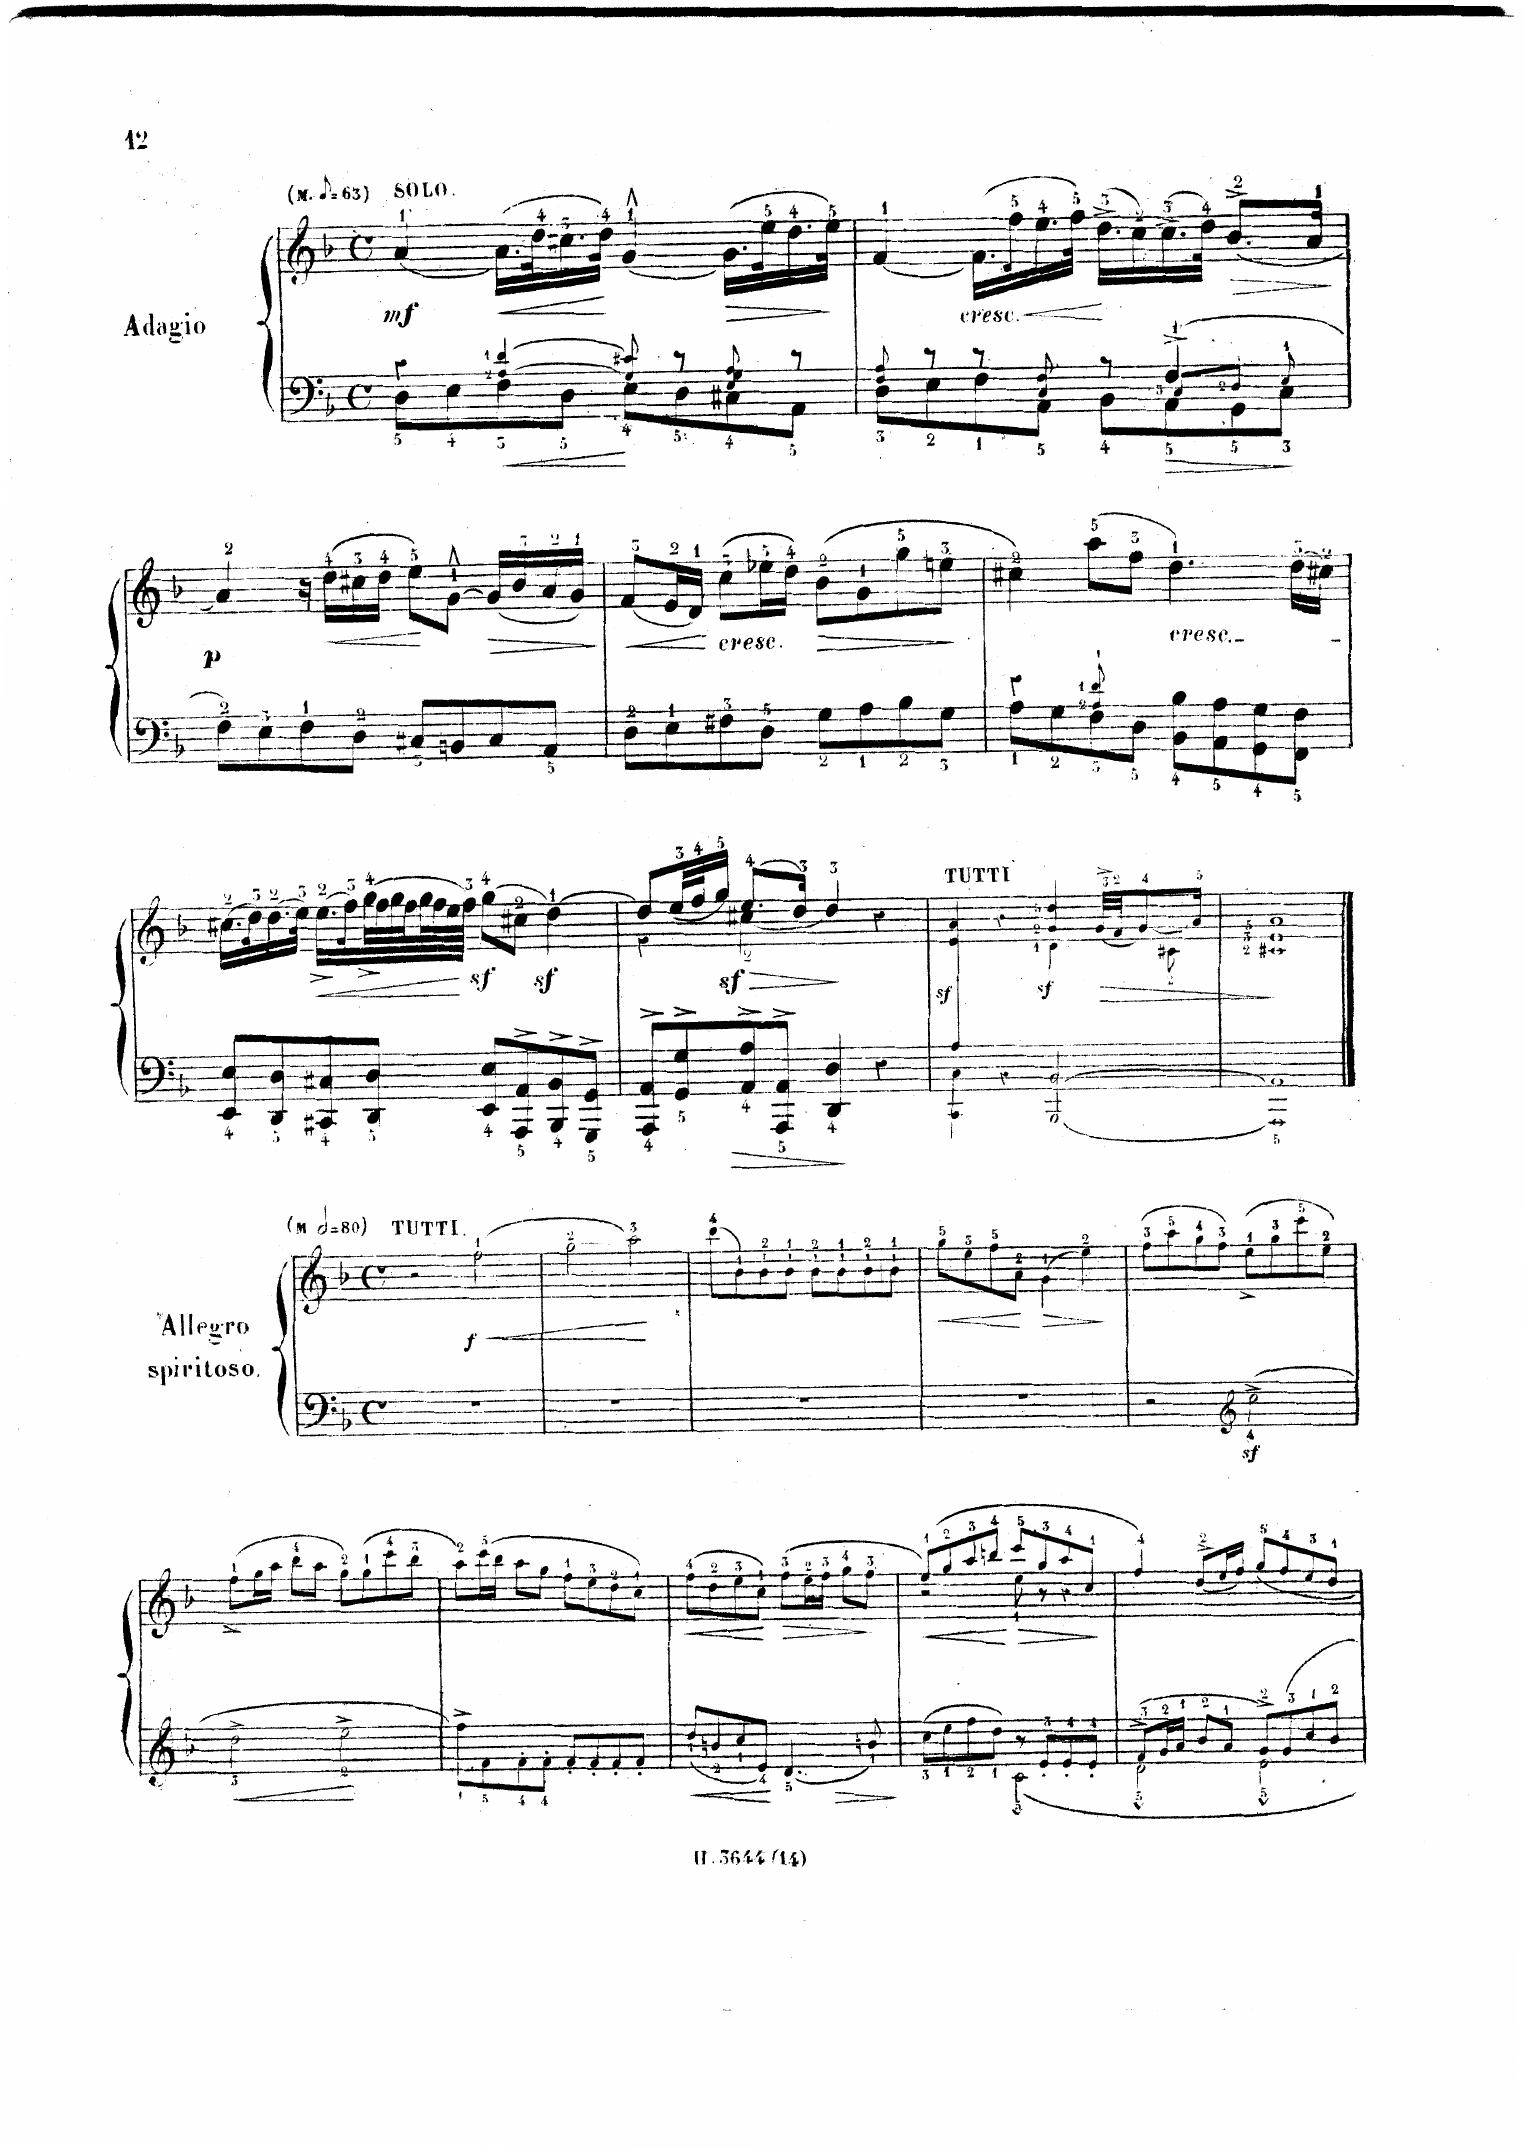 12
(M. ♪=63) SOLO.
Adagio
mf
cresc.
p
cresc.
cresc.
sf sf
sf
TUTTI
sf
sf
(M 𝅗𝅥=80) TUTTI.
Allegro
spiritoso.
f
sf
H. 3644 (14)